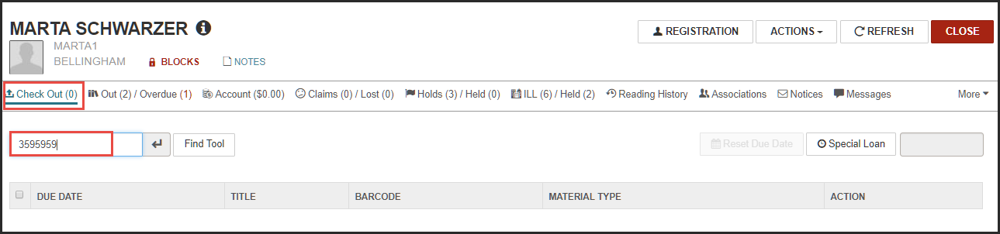 MARTA SCHWARZER
MARTA1
BELLINGHAM BLOCKS NOTES
REGISTRATION ACTIONS REFRESH CLOSE
Check Out (0) Out (2) / Overdue (1) Account ($0.00) Claims (0) / Lost (0) Holds (3) / Held (0) ILL (6) / Held (2) Reading History Associations Notices Messages More
3595959 Find Tool Reset Due Date Special Loan
DUE DATE TITLE BARCODE MATERIAL TYPE ACTION